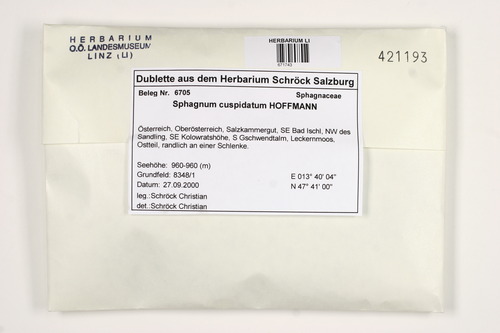 HERBARIUM
O.Ö. LANDESMUSEUM
LINZ (LI)
HERBARIUM LI
421193
Dublette aus dem Herbarium Schröck Salzburg
Beleg Nr. 6705 Sphagnaceae
Sphagnum cuspidatum HOFFMANN
Österreich, Oberösterreich, Salzkammergut, SE Bad Ischl, NW des
Sandling, SE Kolowratshöhe, S Gschwendtalm, Leckernmoos,
Ostteil, randlich an einer Schlenke.
Seehöhe: 960-960 (m)
Grundfeld: 8348/1 E 013° 40' 04"
Datum: 27.09.2000 N 47° 41' 00"
leg.:Schröck Christian
det.:Schröck Christian